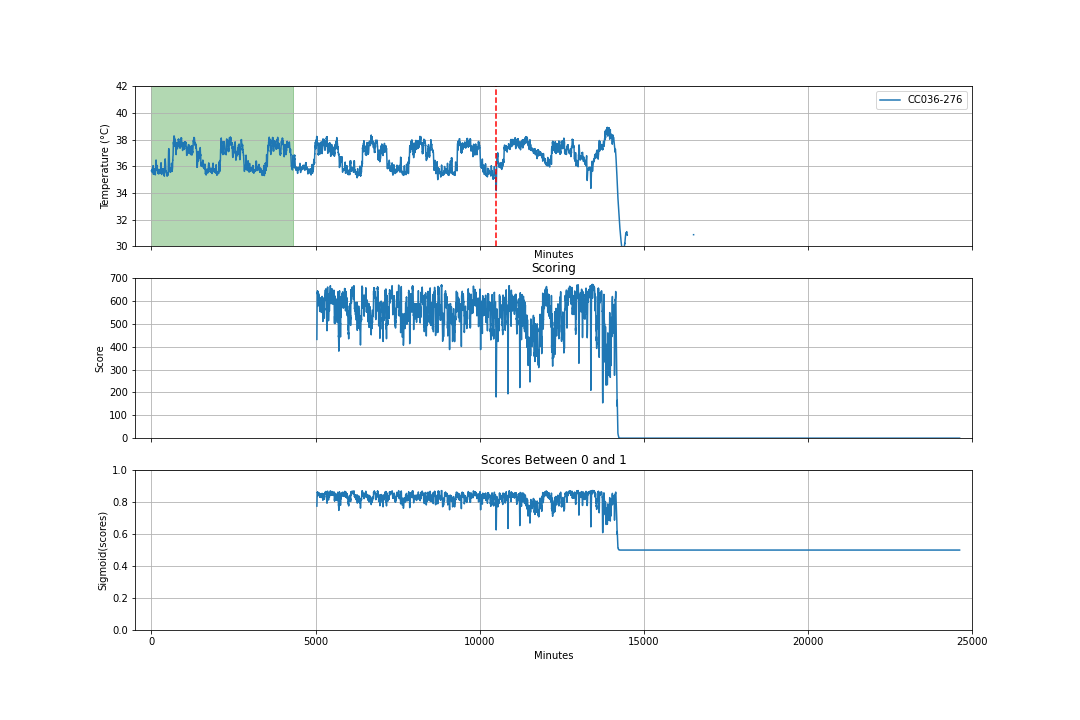 42
40
38
36
34
32
30
Temperature (°C)
CC036-276
Minutes
Scoring
700
600
500
400
300
200
100
0
Score
Scores Between 0 and 1
1.0
0.8
0.6
0.4
0.2
0.0
Sigmoid(scores)
0 5000 10000 15000 20000 25000
Minutes